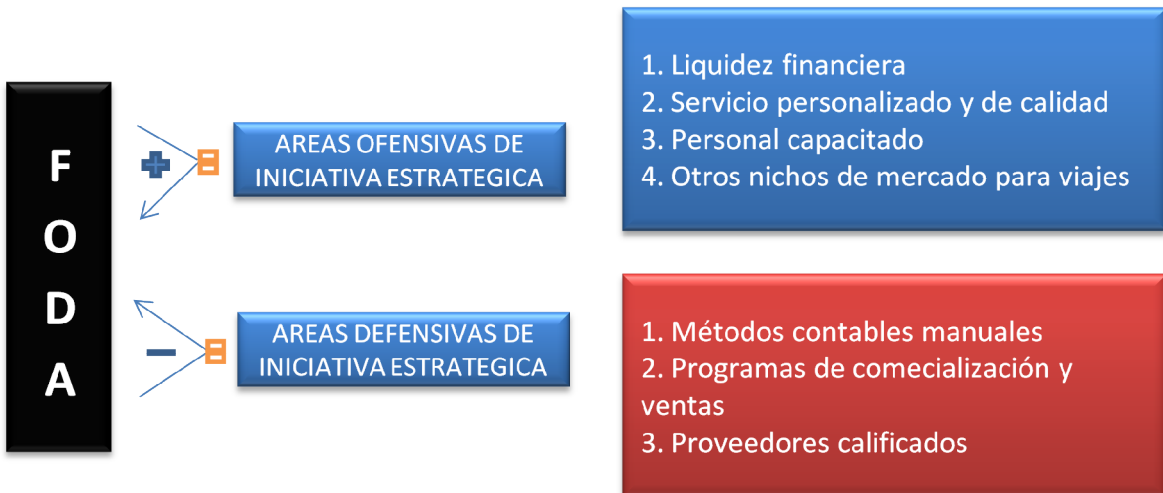 F
O
D
A
AREAS OFENSIVAS DE
INICIATIVA ESTRATEGICA
1. Liquidez financiera
2. Servicio personalizado y de calidad
3. Personal capacitado
4. Otros nichos de mercado para viajes
AREAS DEFENSIVAS DE
INICIATIVA ESTRATEGICA
1. Métodos contables manuales
2. Programas de comecialización y
ventas
3. Proveedores calificados